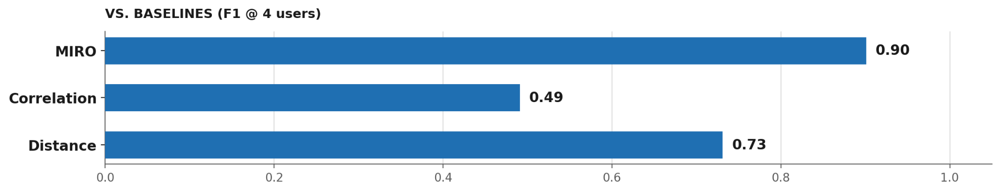 VS. BASELINES (F1 @ 4 users)
MIRO 0.90
Correlation 0.49
Distance 0.73
0.0 0.2 0.4 0.6 0.8 1.0